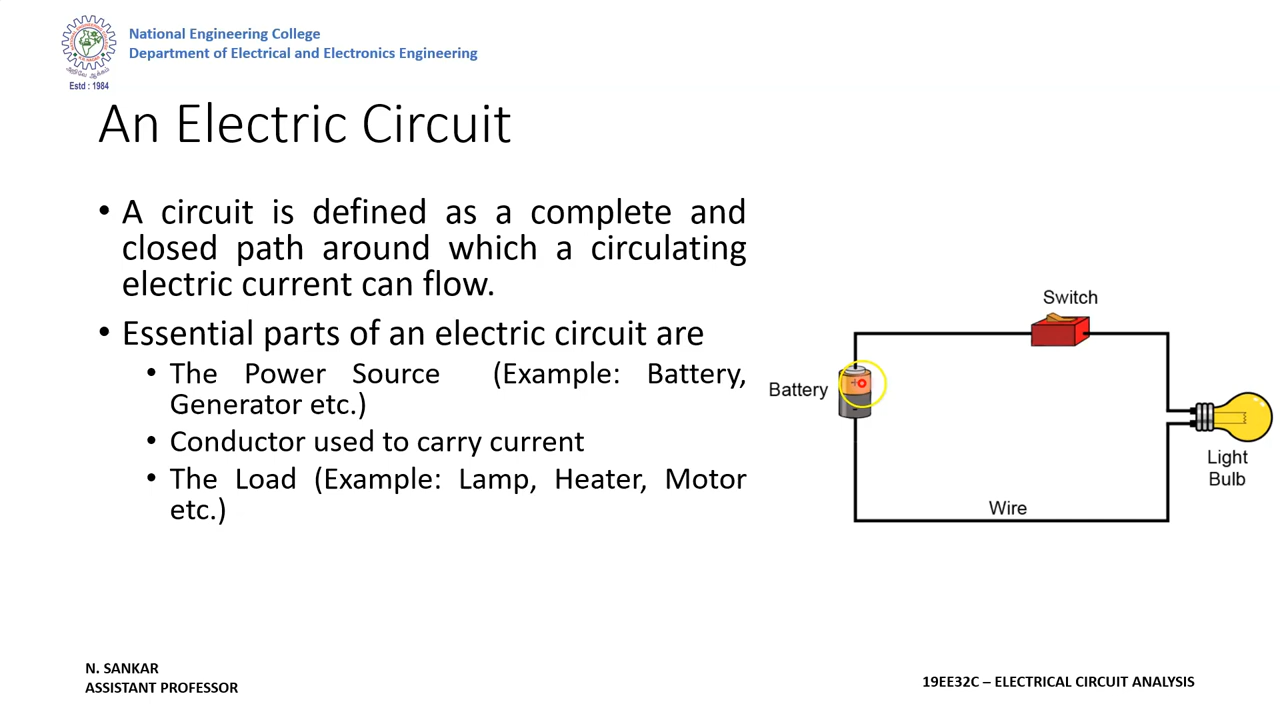 National Engineering College
Department of Electrical and Electronics Engineering
Estd : 1984
An Electric Circuit
• A circuit is defined as a complete and
closed path around which a circulating
electric current can flow.
• Essential parts of an electric circuit are
• The Power Source (Example: Battery,
Generator etc.)
• Conductor used to carry current
• The Load (Example: Lamp, Heater, Motor
etc.)
Switch
Battery
+
-
Light
Bulb
Wire
N. SANKAR
ASSISTANT PROFESSOR
19EE32C – ELECTRICAL CIRCUIT ANALYSIS